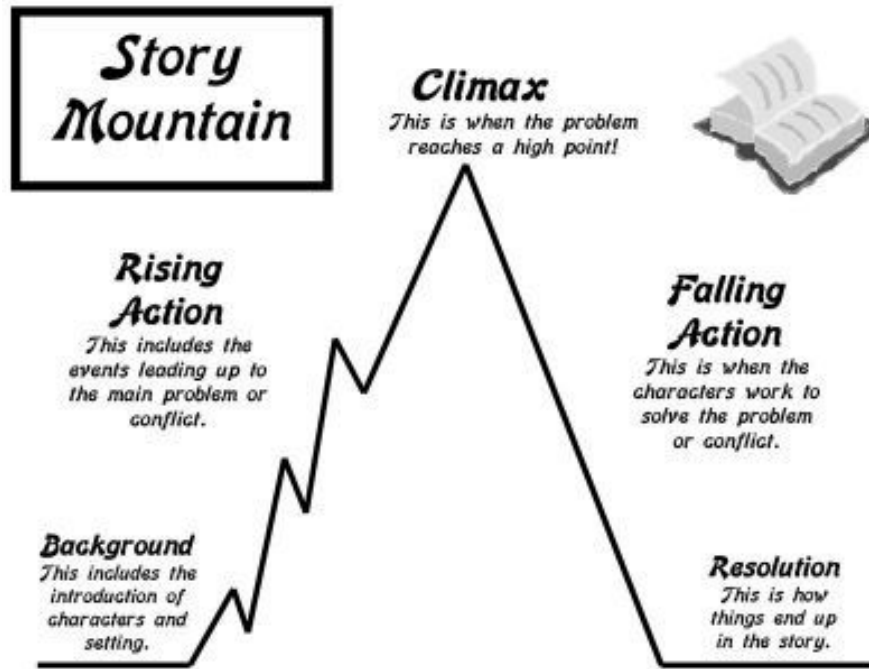 Story
Mountain
Climax
This is when the problem
reaches a high point!
Rising
Action
This includes the
events leading up to
the main problem or
conflict.
Falling
Action
This is when the
characters work to
solve the problem
or conflict.
Background
This includes the
introduction of
characters and
setting.
Resolution
This is how
things end up
in the story.